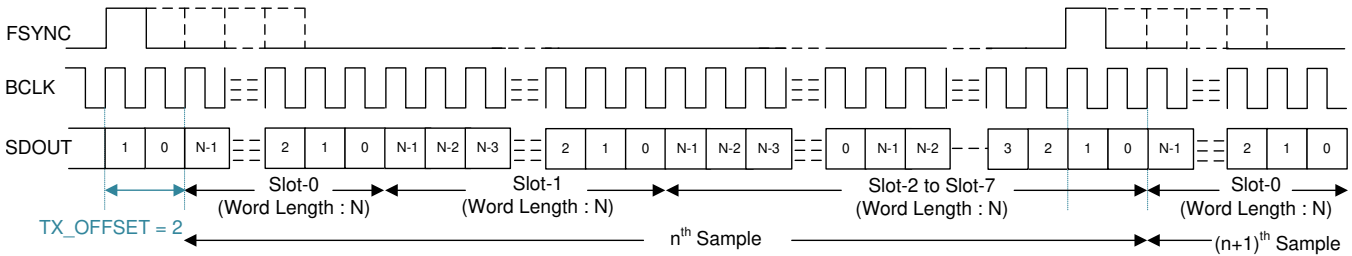 FSYNC
BCLK
SDOUT 1 0 N-1 2 1 0 N-1 N-2 N-3 2 1 0 N-1 N-2 N-3 0 N-1 N-2 3 2 1 0 N-1 2 1 0
Slot-0 Slot-1 Slot-2 to Slot-7 Slot-0
(Word Length : N) (Word Length : N) (Word Length : N) (Word Length : N)
TX_OFFSET = 2
nth Sample (n+1)th Sample